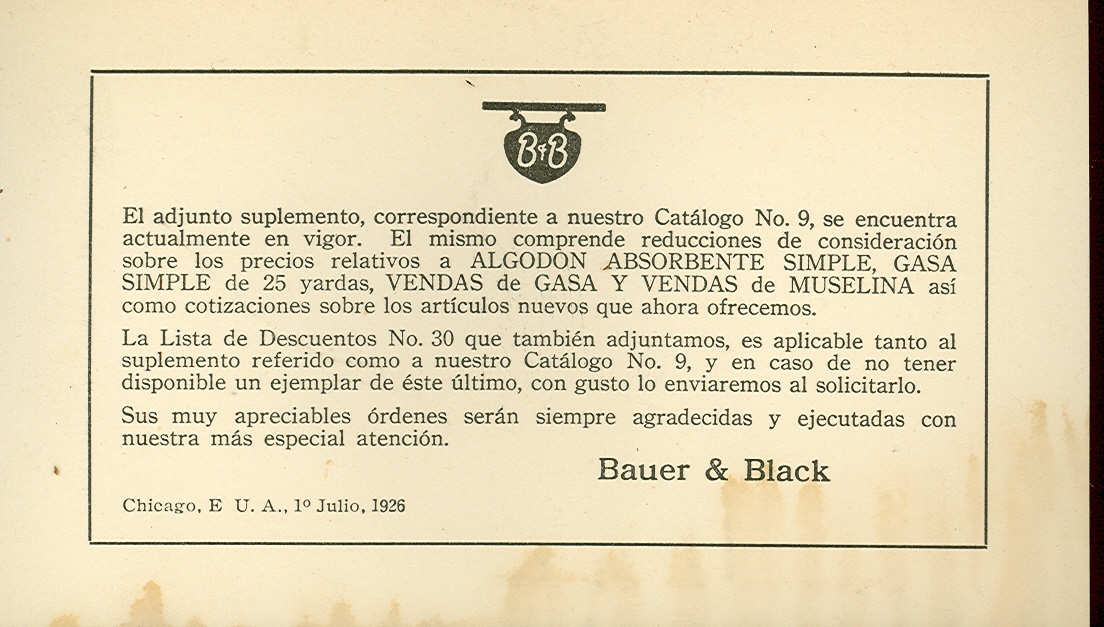 B & B
El adjunto suplemento, correspondiente a nuestro Catálogo No. 9, se encuentra
actualmente en vigor. El mismo comprende reducciones de consideración
sobre los precios relativos a ALGODÓN ABSORBENTE SIMPLE, GASA
SIMPLE de 25 yardas, VENDAS de GASA Y VENDAS de MUSELINA así
como cotizaciones sobre los artículos nuevos que ahora ofrecemos.
La Lista de Descuentos No. 30 que también adjuntamos, es aplicable tanto al
suplemento referido como a nuestro Catálogo No. 9, y en caso de no tener
disponible un ejemplar de éste último, con gusto lo enviaremos al solicitarlo.
Sus muy apreciables órdenes serán siempre agradecidas y ejecutadas con
nuestra más especial atención.
Bauer & Black
Chicago, E U. A., 1º Julio, 1926